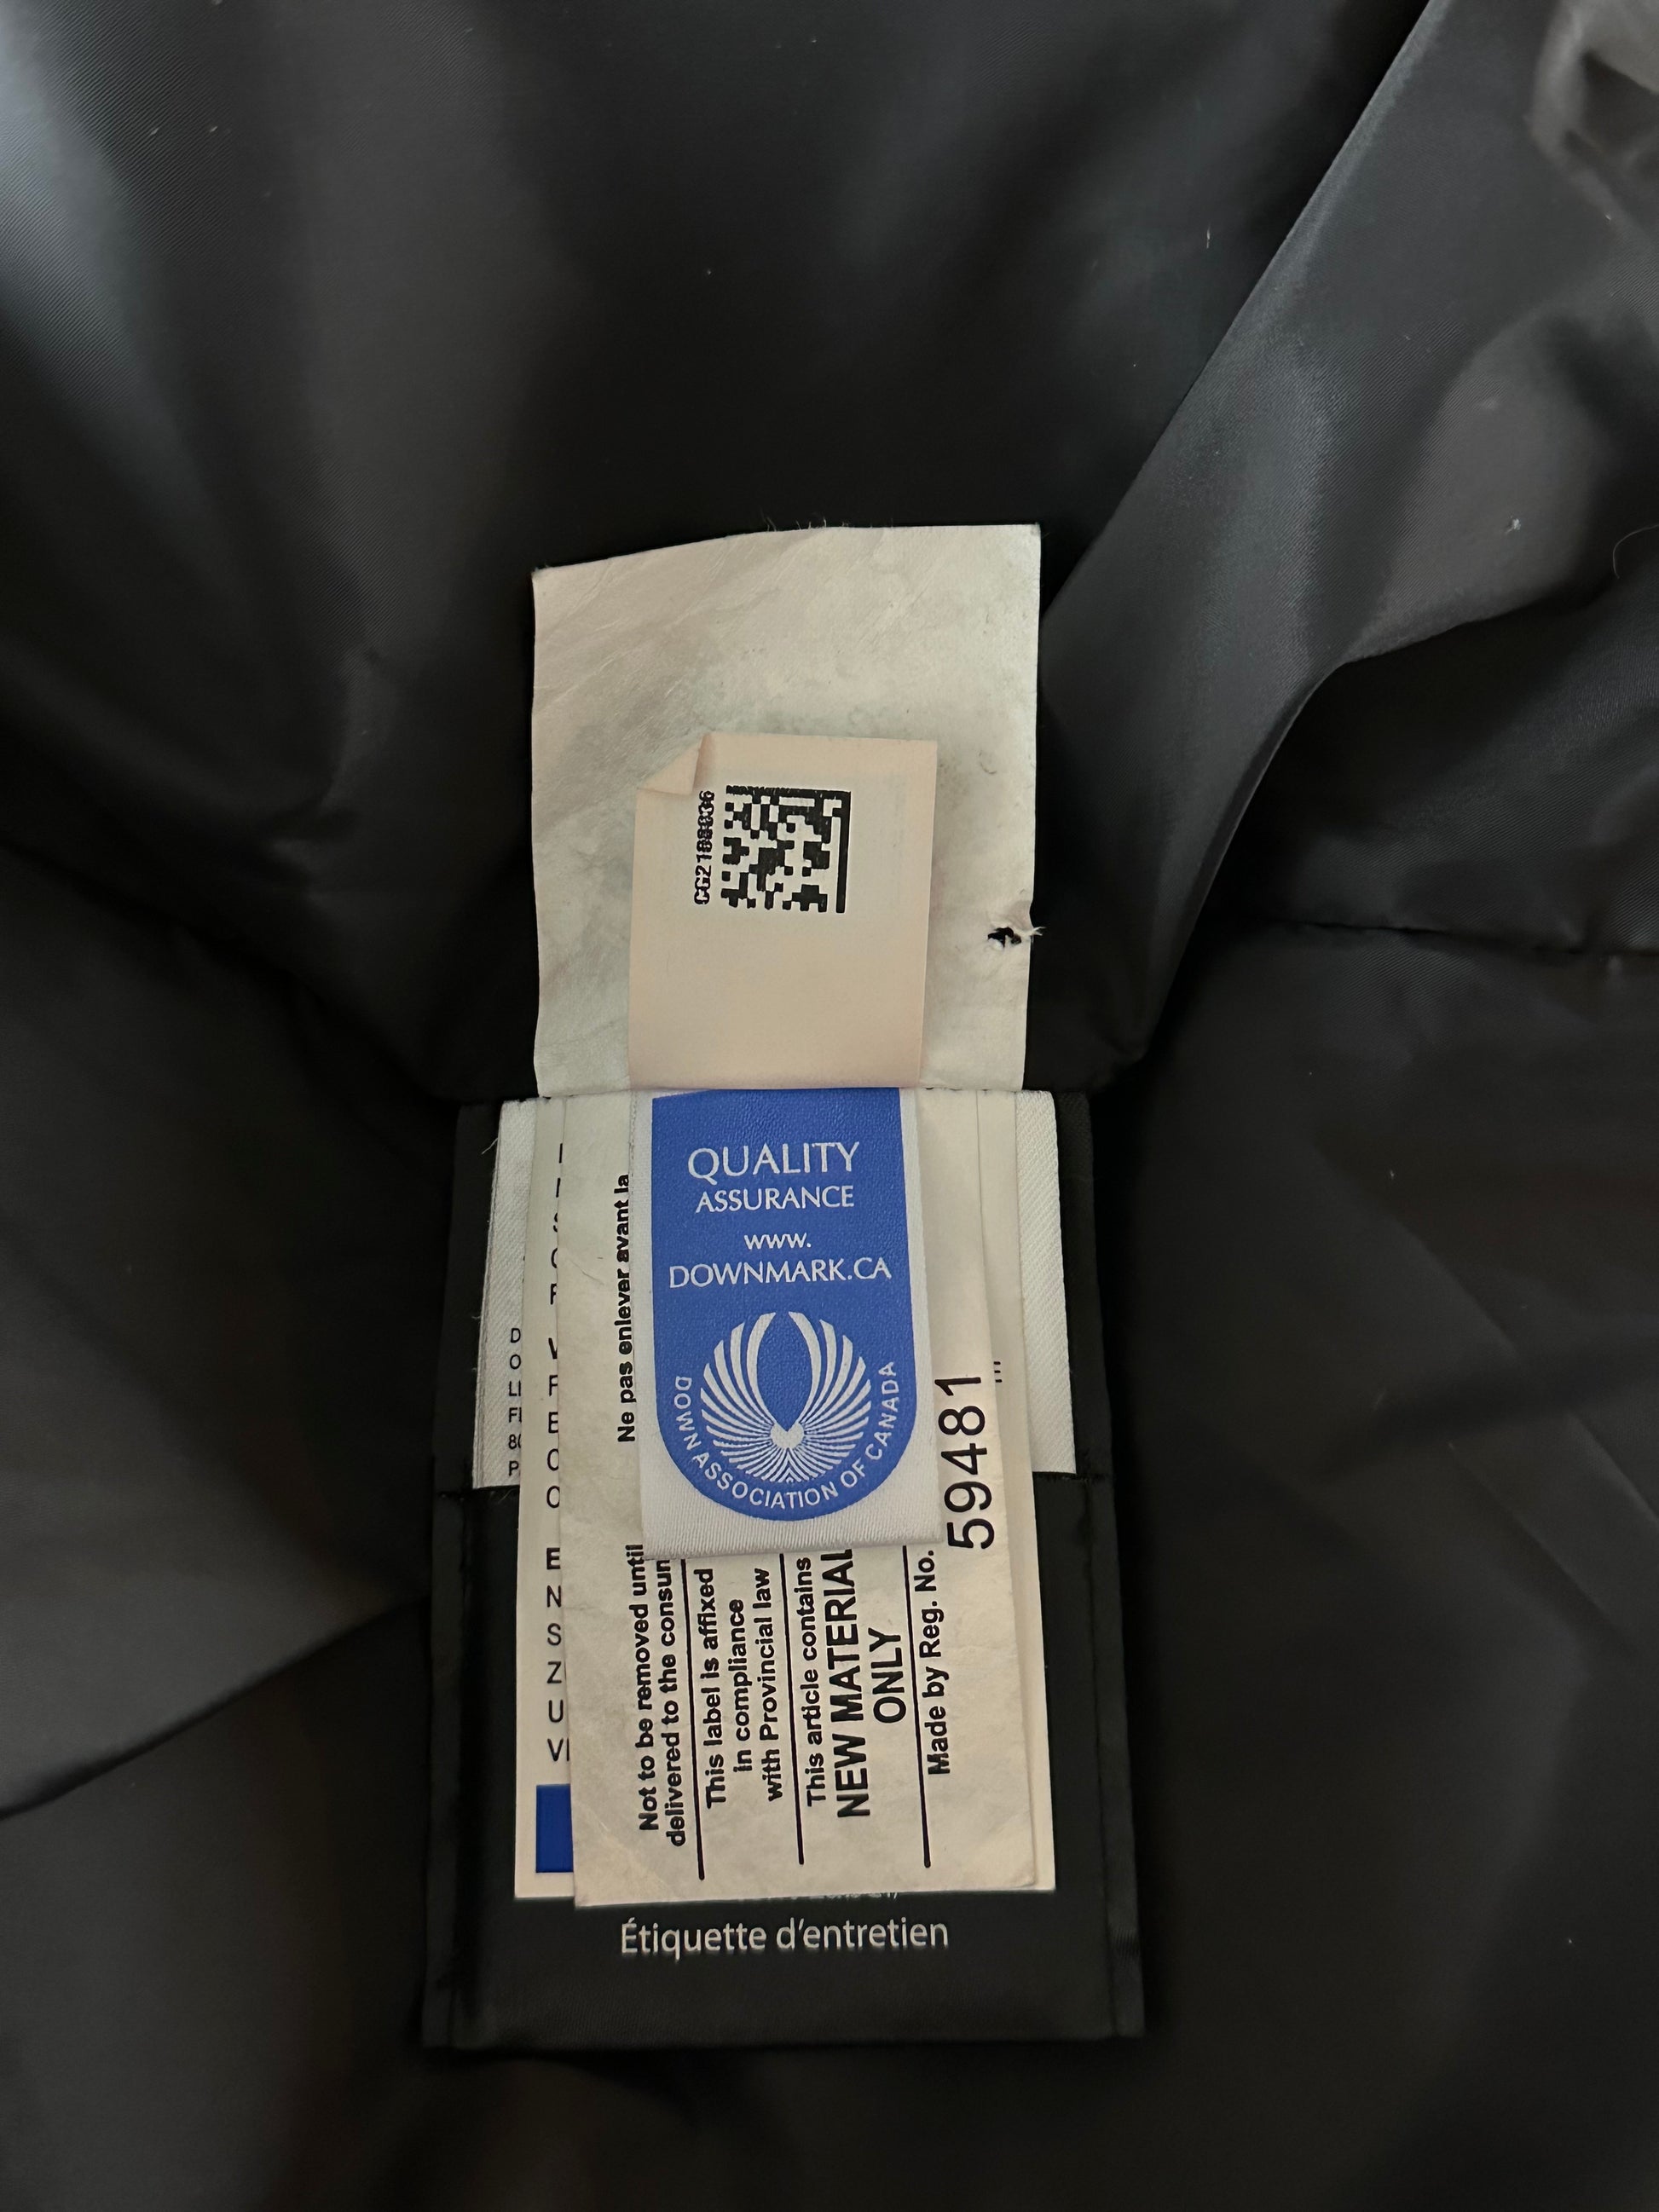 QUALITY
ASSURANCE
www.
DOWNMARK.CA
DOWN ASSOCIATION OF CANADA
Ne pas enlever avant la
Not to be removed until
delivered to the
This label is affixed
in compliance
with Provincial law
This article contains
NEW MATERIAL
ONLY
Made by Reg. No.
59481
Étiquette d'entretien